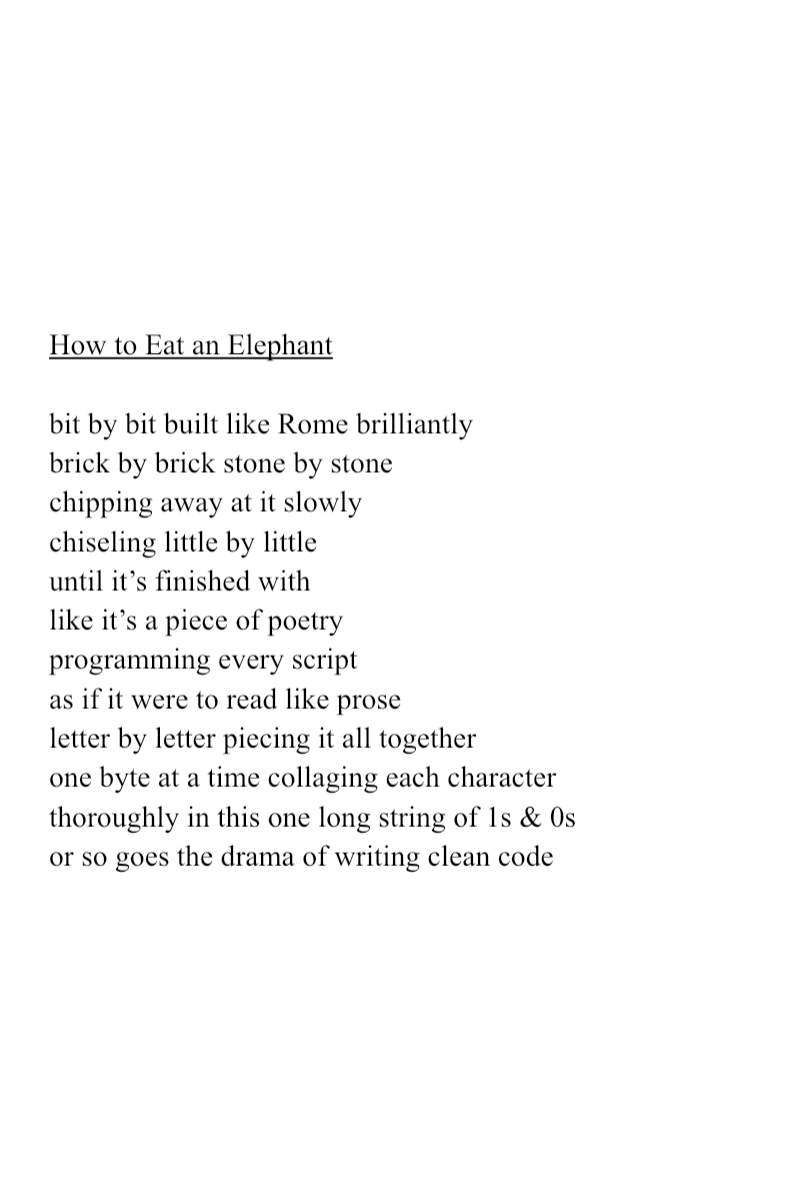 How to Eat an Elephant
bit by bit built like Rome brilliantly
brick by brick stone by stone
chipping away at it slowly
chiseling little by little
until it’s finished with
like it’s a piece of poetry
programming every script
as if it were to read like prose
letter by letter piecing it all together
one byte at a time collaging each character
thoroughly in this one long string of 1s & 0s
or so goes the drama of writing clean code